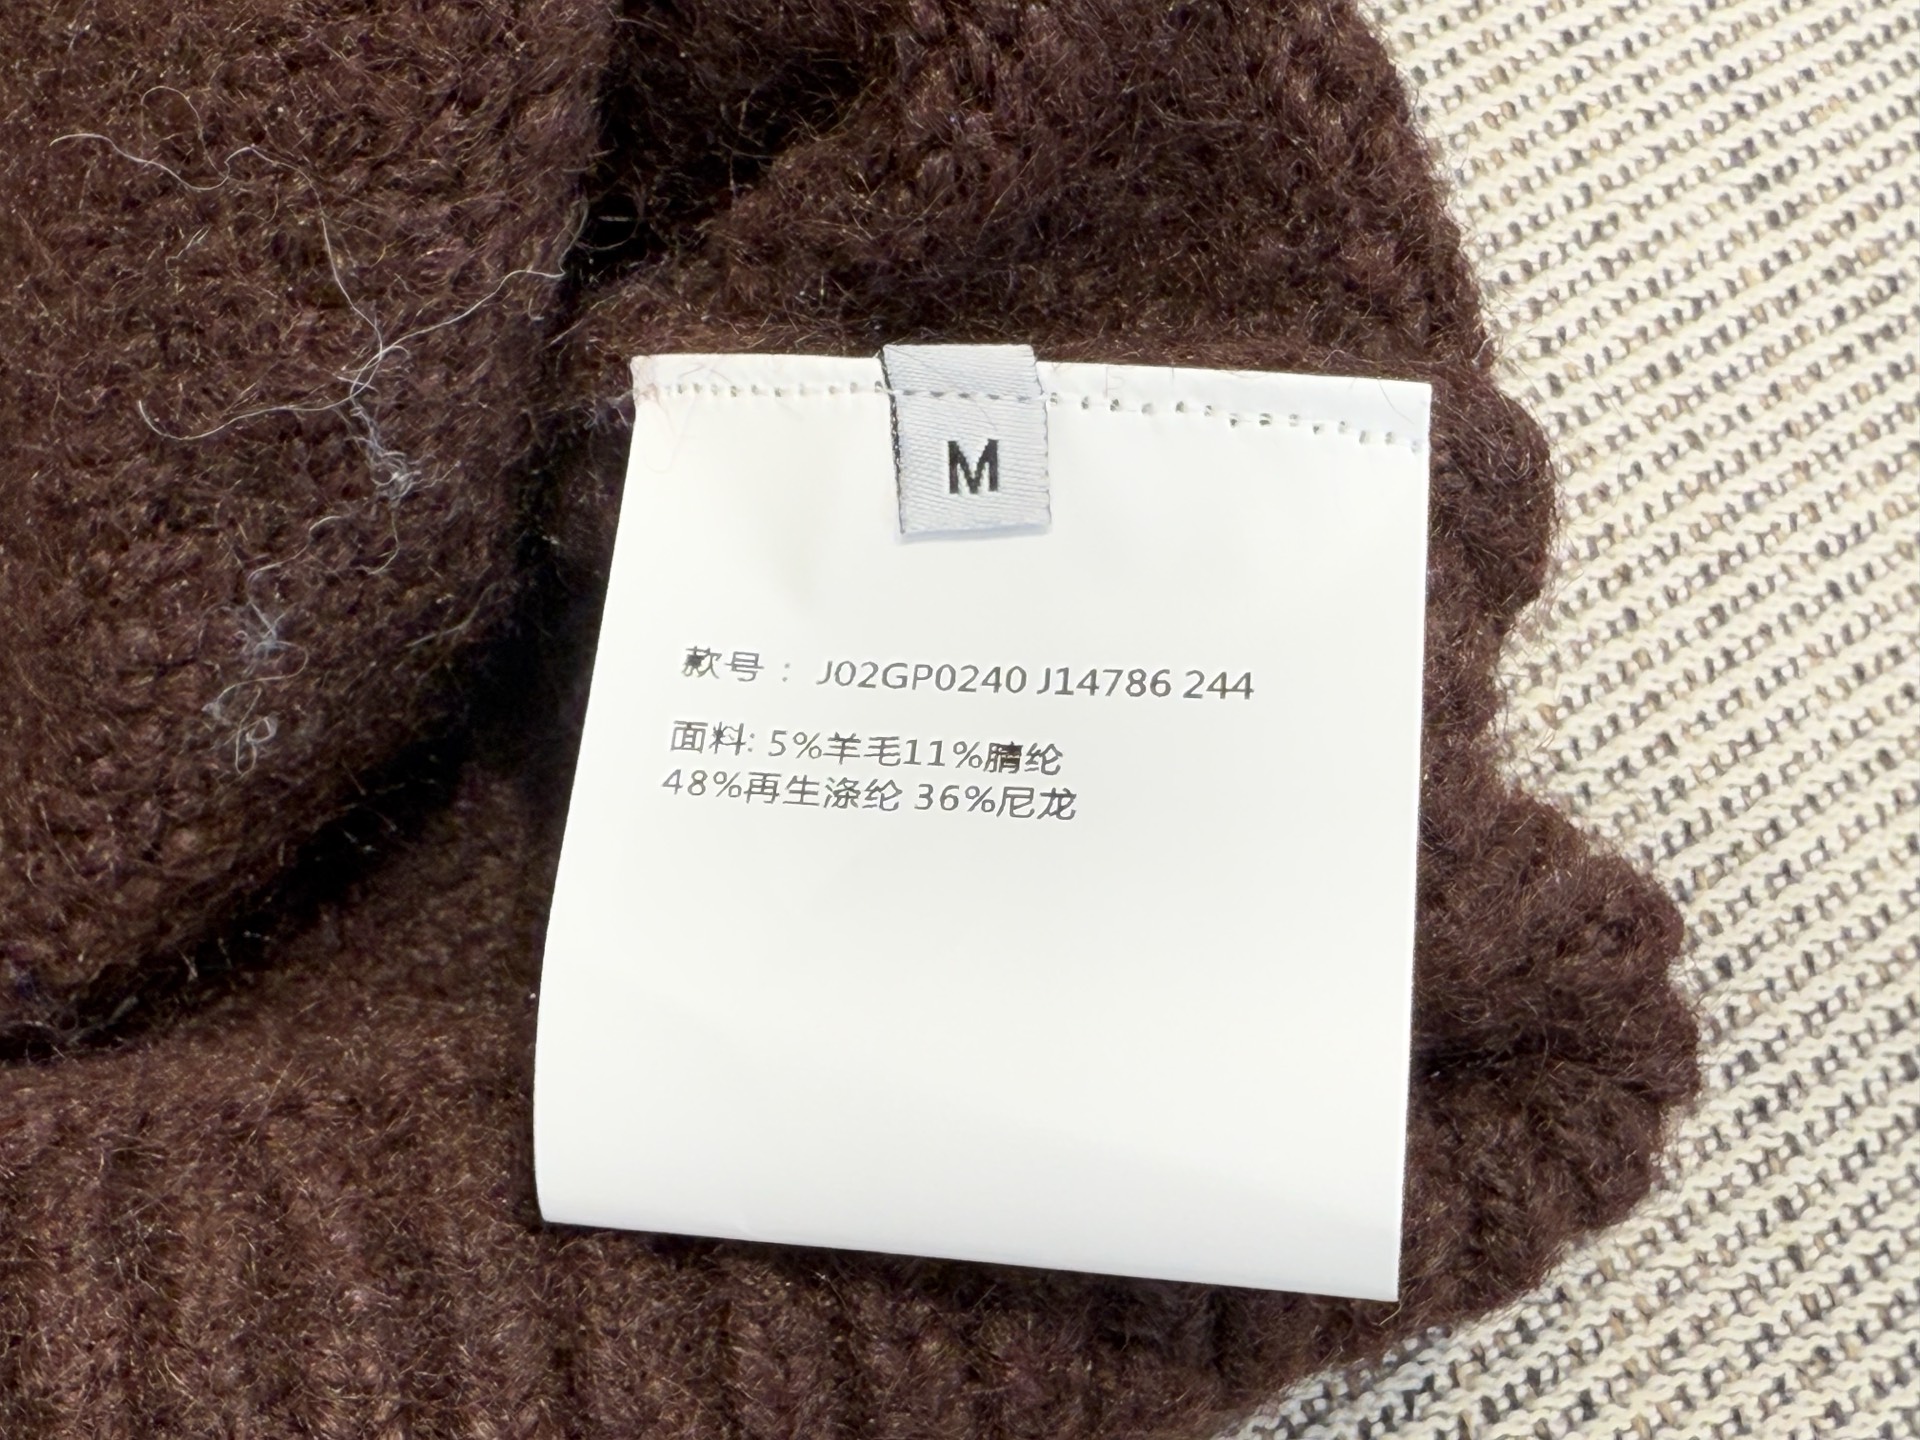 M
款号： J02GP0240 J14786 244
面料: 5%羊毛11%腈纶
48%再生涤纶 36%尼龙